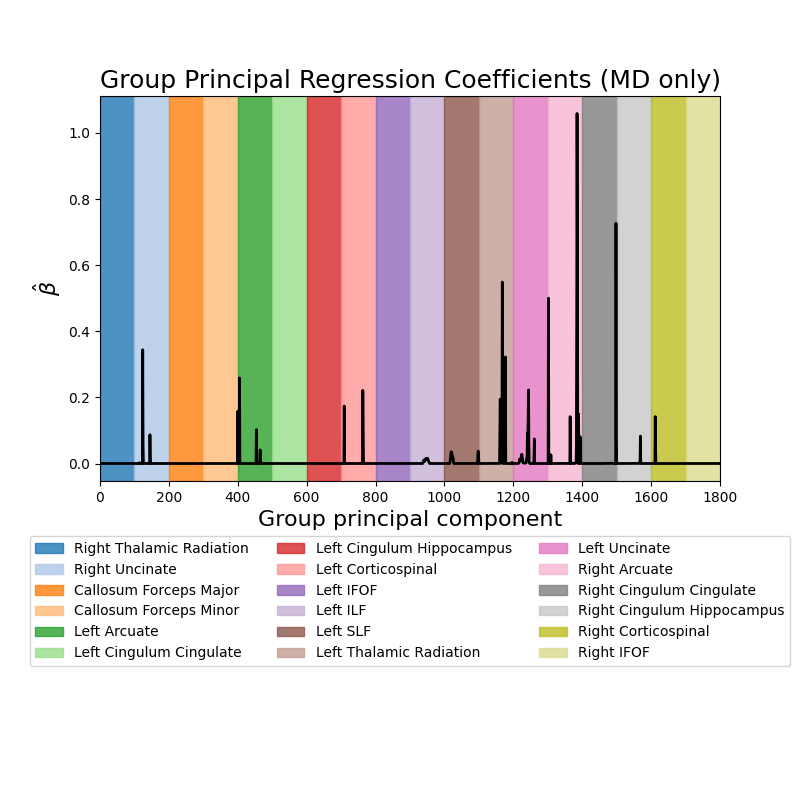 Group Principal Regression Coefficients (MD only)
1.0
0.8
0.6
0.4
0.2
0.0
β̂
0 200 400 600 800 1000 1200 1400 1600 1800
Group principal component
Right Thalamic Radiation Left Cingulum Hippocampus Left Uncinate
Right Uncinate Left Corticospinal Right Arcuate
Callosum Forceps Major Left IFOF Right Cingulum Cingulate
Callosum Forceps Minor Left ILF Right Cingulum Hippocampus
Left Arcuate Left SLF Right Corticospinal
Left Cingulum Cingulate Left Thalamic Radiation Right IFOF